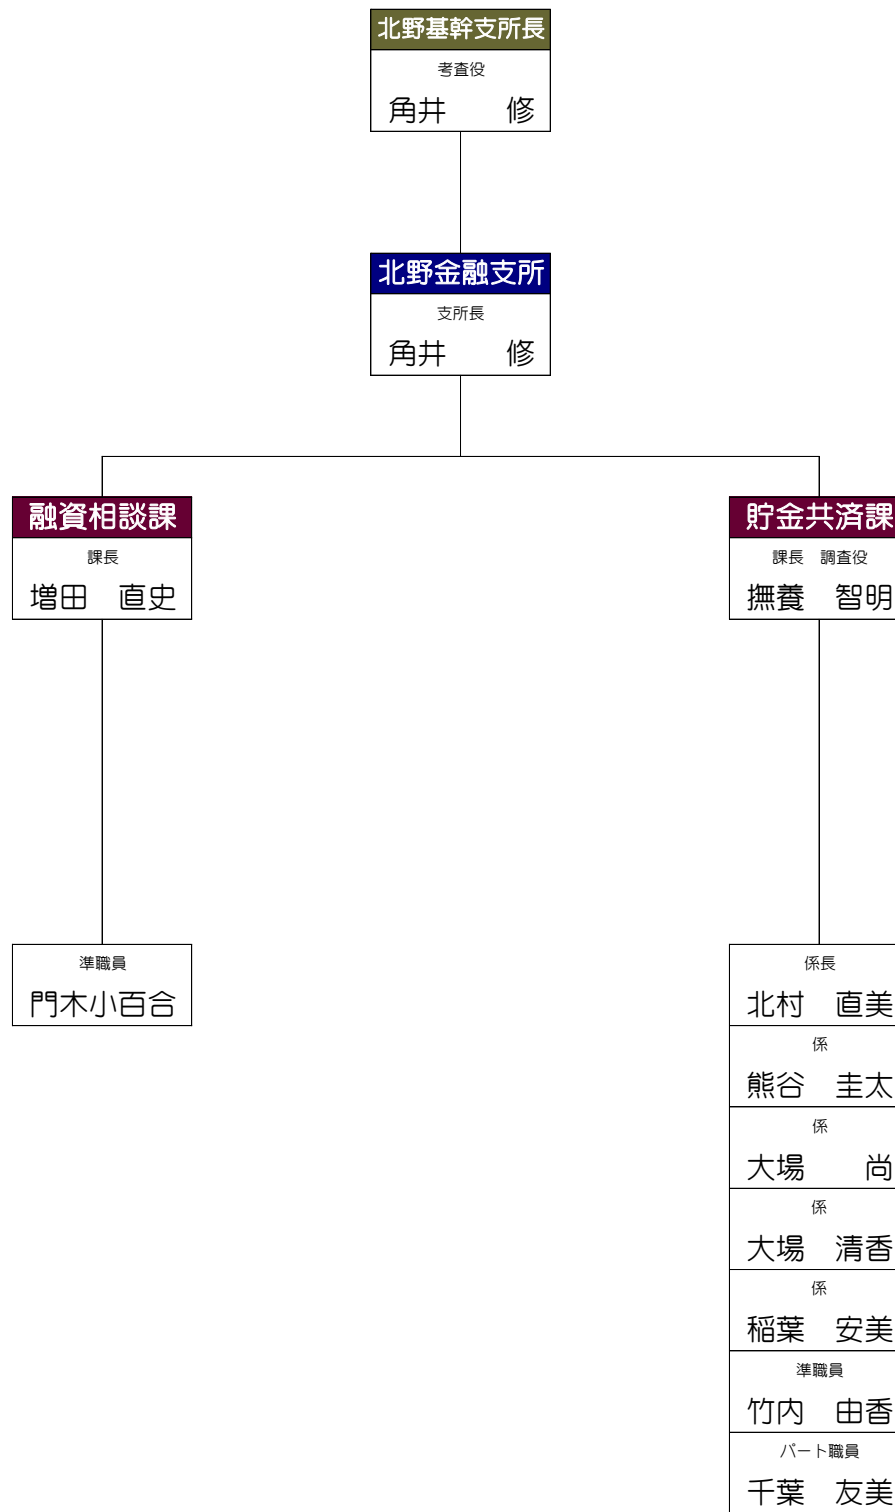 北野基幹支所長
考査役
角井　　修
北野金融支所
支所長
角井　　修
融資相談課
課長
増田　直史
貯金共済課
課長　調査役
撫養　智明
準職員
門木小百合
係長
北村　直美
係
熊谷　圭太
係
大場　　尚
係
大場　清香
係
稲葉　安美
準職員
竹内　由香
パート職員
千葉　友美